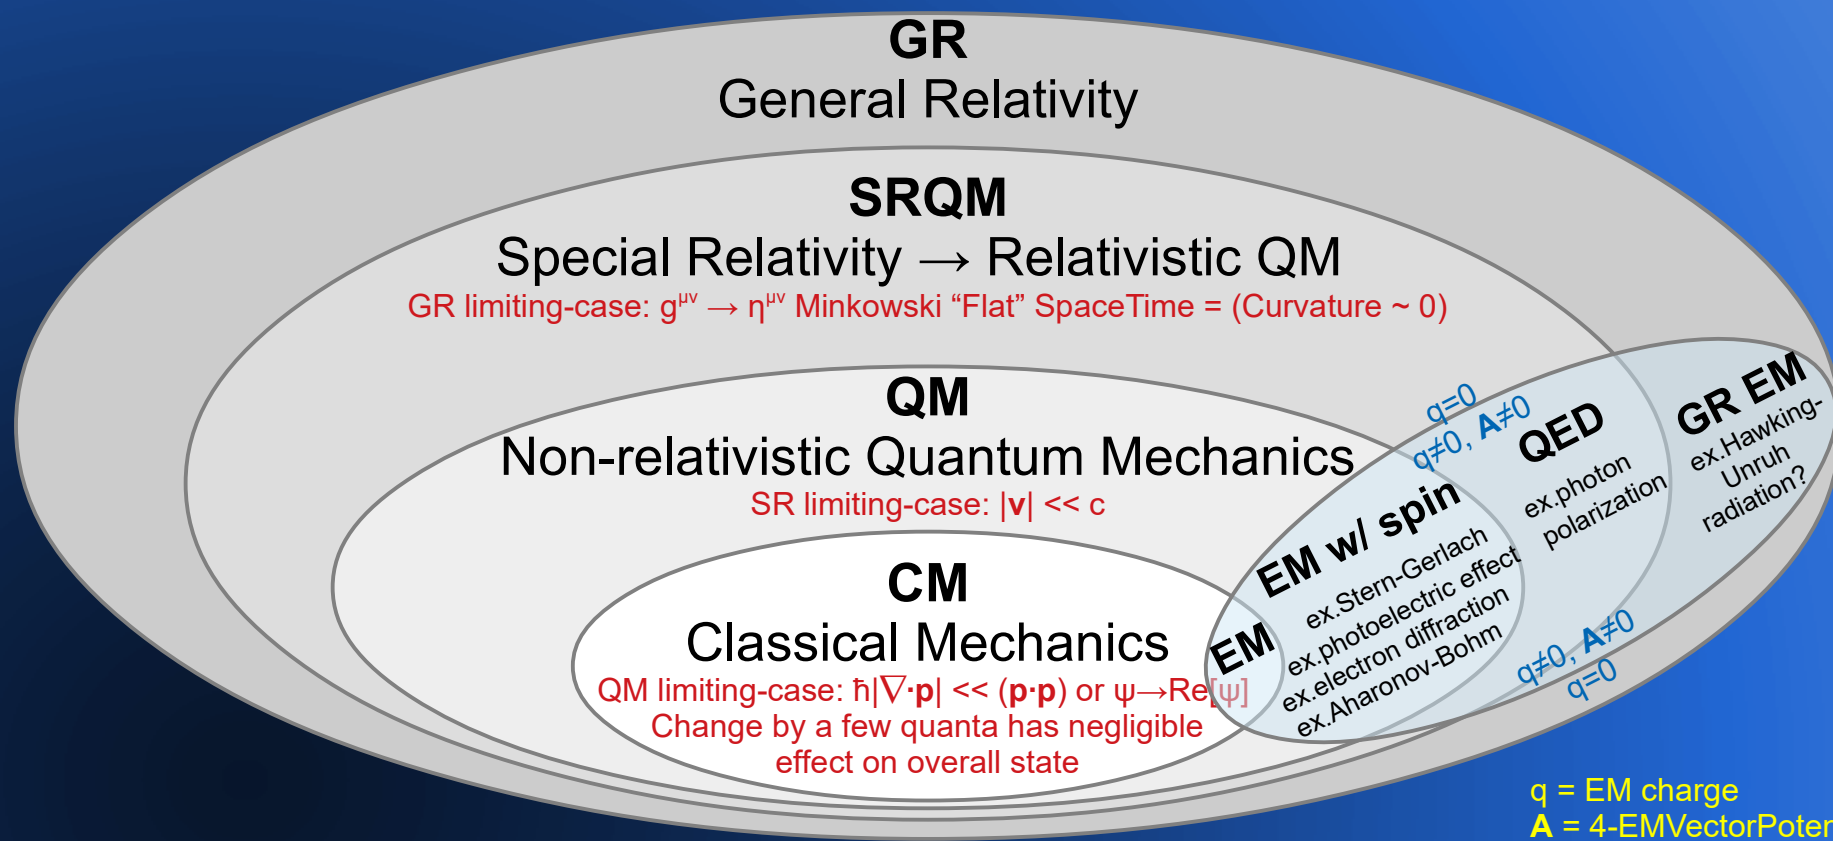 GR
General Relativity
SRQM
Special Relativity → Relativistic QM
GR limiting-case: g^μν → η^μν Minkowski “Flat” SpaceTime = (Curvature ~ 0)
QM
Non-relativistic Quantum Mechanics
SR limiting-case: |v| << c
CM
Classical Mechanics
QM limiting-case: ħ|∇·p| << (p·p) or ψ→Re[ψ]
Change by a few quanta has negligible
effect on overall state
EM
EM w/ spin
ex.Stern-Gerlach
ex.photoelectric effect
ex.electron diffraction
ex.Aharonov-Bohm
QED
ex.photon
polarization
GR EM
ex.Hawking-
Unruh
radiation?
q=0
q≠0, A≠0
q≠0, A≠0
q=0
q = EM charge
A = 4-EMVectorPoten